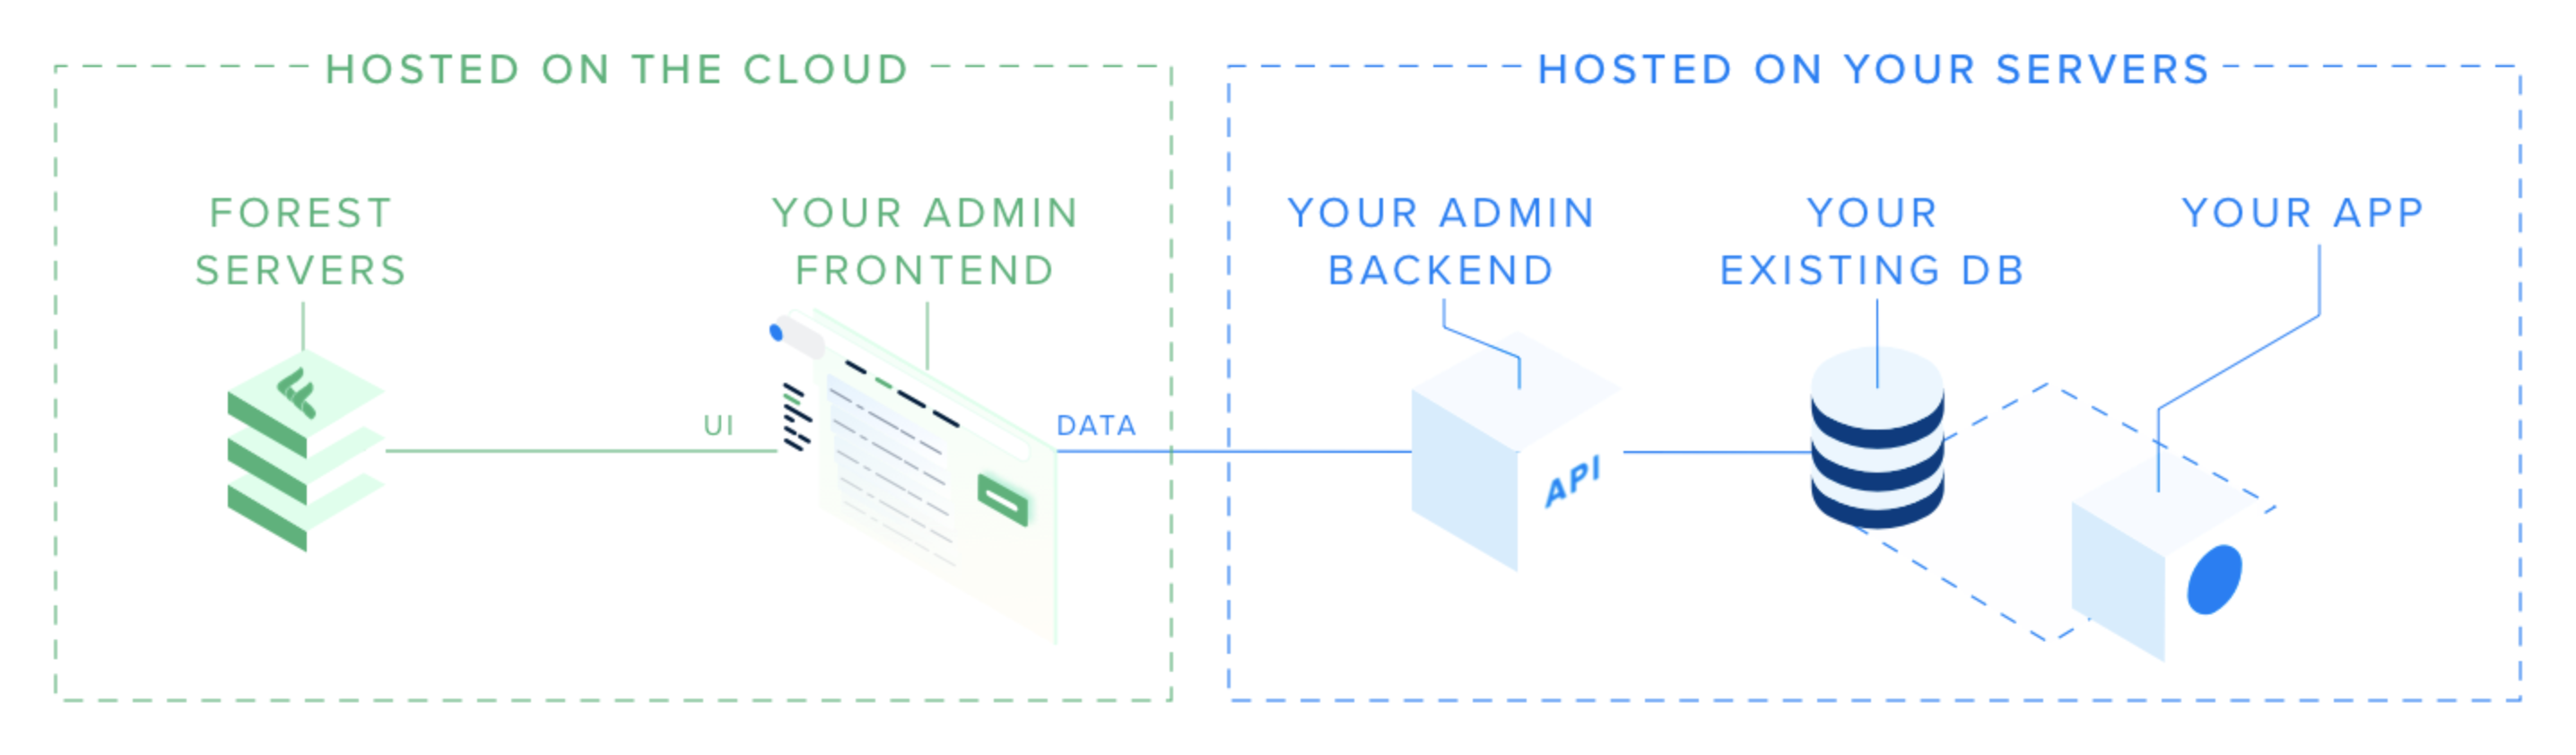 HOSTED ON THE CLOUD
HOSTED ON YOUR SERVERS
FOREST
SERVERS
YOUR ADMIN
FRONTEND
YOUR ADMIN
BACKEND
YOUR
EXISTING DB
YOUR APP
UI
DATA
API